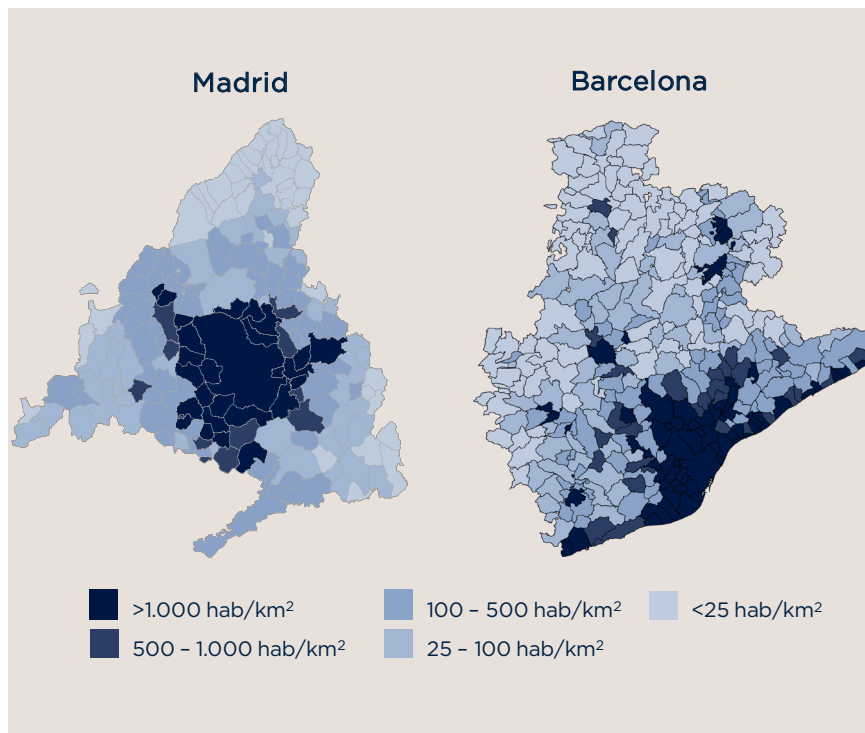 Madrid
Barcelona
>1.000 hab/km²
100 – 500 hab/km²
<25 hab/km²
500 – 1.000 hab/km²
25 – 100 hab/km²